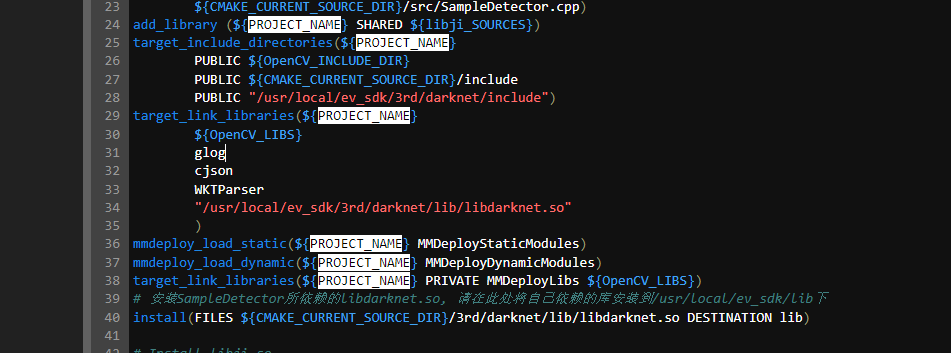 23 ${CMAKE_CURRENT_SOURCE_DIR}/src/SampleDetector.cpp)
24 add_library (${PROJECT_NAME} SHARED ${libji_SOURCES})
25 target_include_directories(${PROJECT_NAME}
26 PUBLIC ${OpenCV_INCLUDE_DIR}
27 PUBLIC ${CMAKE_CURRENT_SOURCE_DIR}/include
28 PUBLIC "/usr/local/ev_sdk/3rd/darknet/include")
29 target_link_libraries(${PROJECT_NAME}
30 ${OpenCV_LIBS}
31 glog
32 cjson
33 WKTParser
34 "/usr/local/ev_sdk/3rd/darknet/lib/libdarknet.so"
35 )
36 mmdeploy_load_static(${PROJECT_NAME} MMDeployStaticModules)
37 mmdeploy_load_dynamic(${PROJECT_NAME} MMDeployDynamicModules)
38 target_link_libraries(${PROJECT_NAME} PRIVATE MMDeployLibs ${OpenCV_LIBS})
39 # 安装SampleDetector所依赖的libdarknet.so, 请在此处将自己依赖的库安装到/usr/local/ev_sdk/lib下
40 install(FILES ${CMAKE_CURRENT_SOURCE_DIR}/3rd/darknet/lib/libdarknet.so DESTINATION lib)
41
42 # Install libji.so